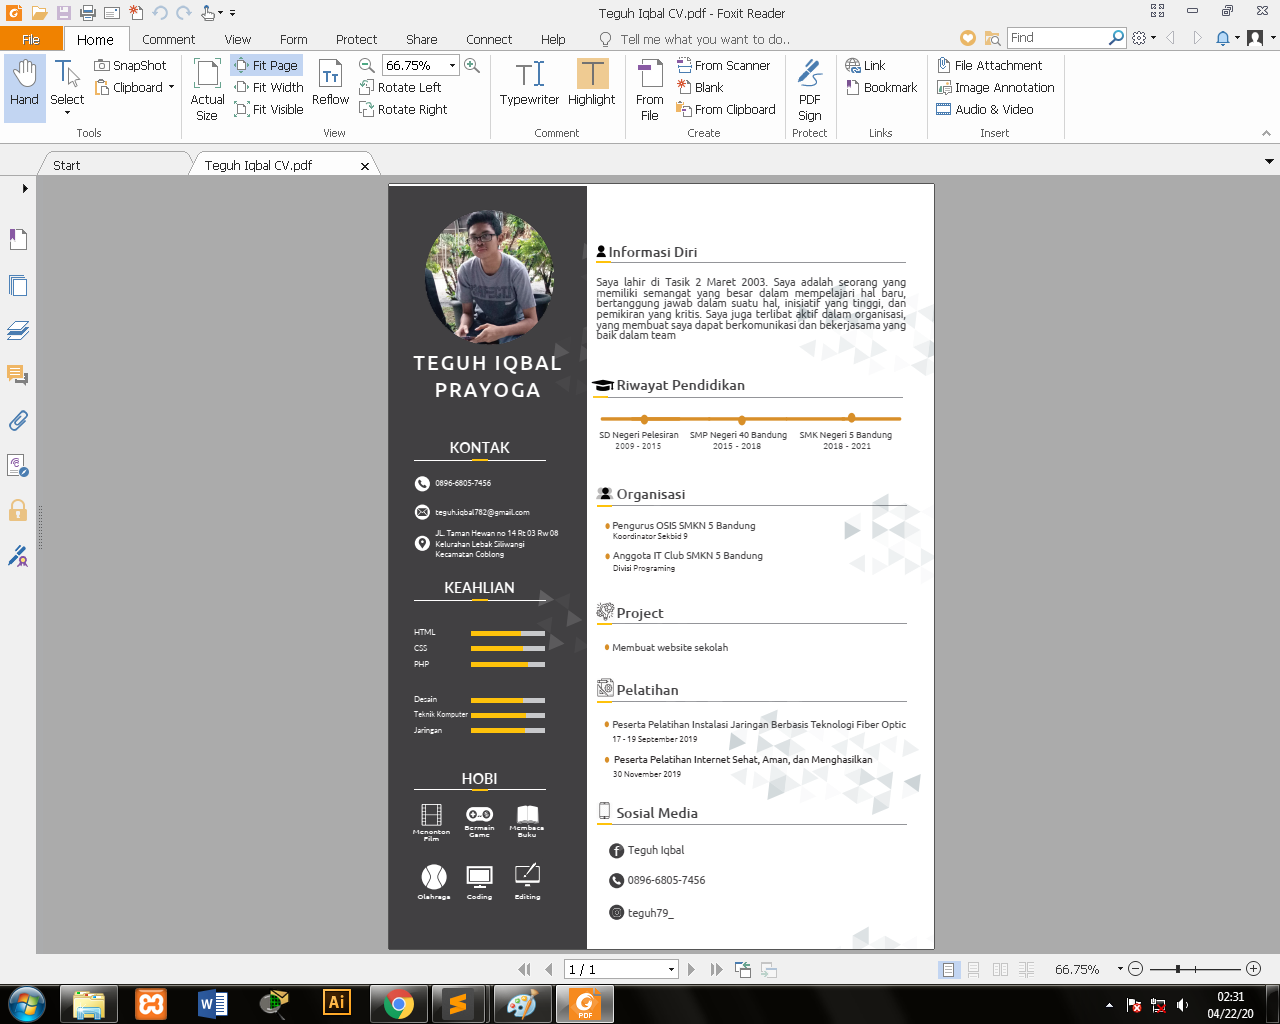 Teguh Iqbal CV.pdf - Foxit Reader
File Home Comment View Form Protect Share Connect Help Tell me what you want to do.. Find
Hand
Select
SnapShot
Clipboard
Tools
Actual Size
Fit Page
Fit Width
Fit Visible
Reflow
66.75%
Rotate Left
Rotate Right
View
Typewriter
Highlight
Comment
From File
From Scanner
Blank
From Clipboard
Create
PDF Sign
Protect
Link
Bookmark
Links
File Attachment
Image Annotation
Audio & Video
Insert
Start
Teguh Iqbal CV.pdf
TEGUH IQBAL
PRAYOGA
KONTAK
0896-6805-7456
teguh.iqbal782@gmail.com
JL. Taman Hewan no 14 Rt 03 Rw 08
Kelurahan Lebak Siliwangi
Kecamatan Coblong
KEAHLIAN
HTML
CSS
PHP
Desain
Teknik Komputer
Jaringan
HOBI
Menonton Film
Bermain Game
Membaca Buku
Olahraga
Coding
Editing
Informasi Diri
Saya lahir di Tasik 2 Maret 2003. Saya adalah seorang yang
memiliki semangat yang besar dalam mempelajari hal baru,
bertanggung jawab dalam suatu hal, inisiatif yang tinggi, dan
pemikiran yang kritis. Saya juga terlibat aktif dalam organisasi,
yang membuat saya dapat berkomunikasi dan bekerjasama yang
baik dalam team
Riwayat Pendidikan
SD Negeri Pelesiran
2009 - 2015
SMP Negeri 40 Bandung
2015 - 2018
SMK Negeri 5 Bandung
2018 - 2021
Organisasi
Pengurus OSIS SMKN 5 Bandung
Koordinator Sekbid 9
Anggota IT Club SMKN 5 Bandung
Divisi Programing
Project
Membuat website sekolah
Pelatihan
Peserta Pelatihan Instalasi Jaringan Berbasis Teknologi Fiber Optic
17 - 19 September 2019
Peserta Pelatihan Internet Sehat, Aman, dan Menghasilkan
30 November 2019
Sosial Media
Teguh Iqbal
0896-6805-7456
teguh79_
1 / 1
66.75%
W
Ai
PDF
02:31
04/22/20